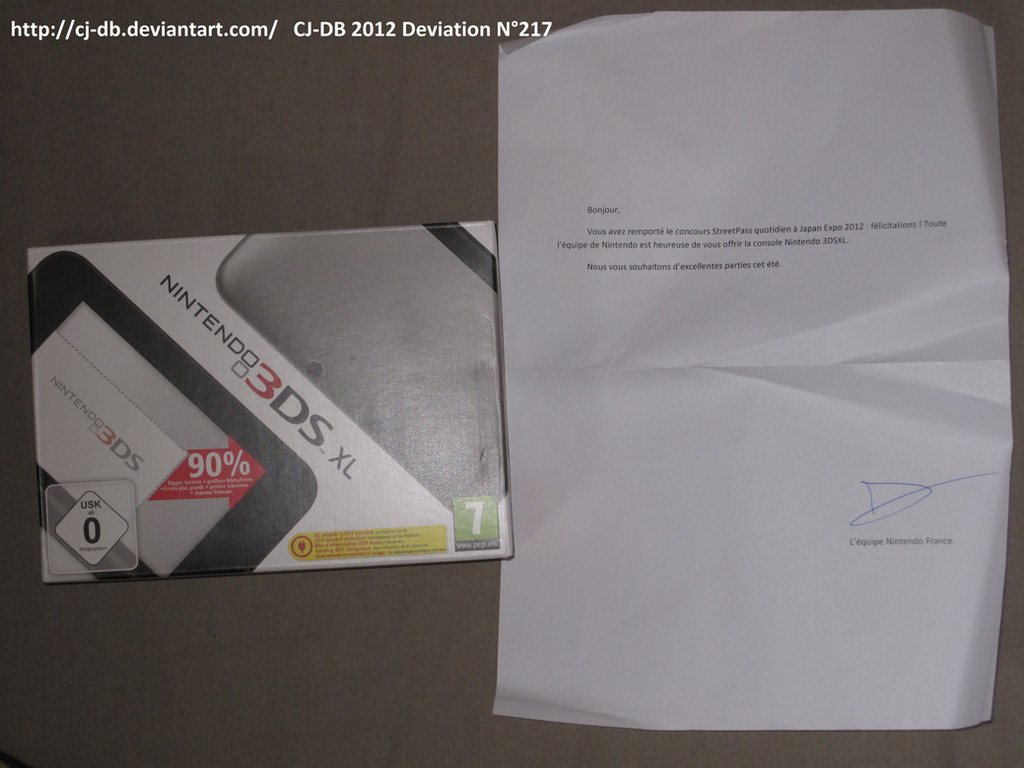 http://cj-db.deviantart.com/ CJ-DB 2012 Deviation N°217
Bonjour,
Vous avez remporté le concours StreetPass quotidien à Japan Expo 2012 : félicitations ! Toute
l'équipe de Nintendo est heureuse de vous offrir la console Nintendo 3DSXL.
Nous vous souhaitons d'excellentes parties cet été.
L'équipe Nintendo France
NINTENDO 3DS XL
NINTENDO 3DS
90%
USK
ab
0
freigegeben
7
www.pegi.info